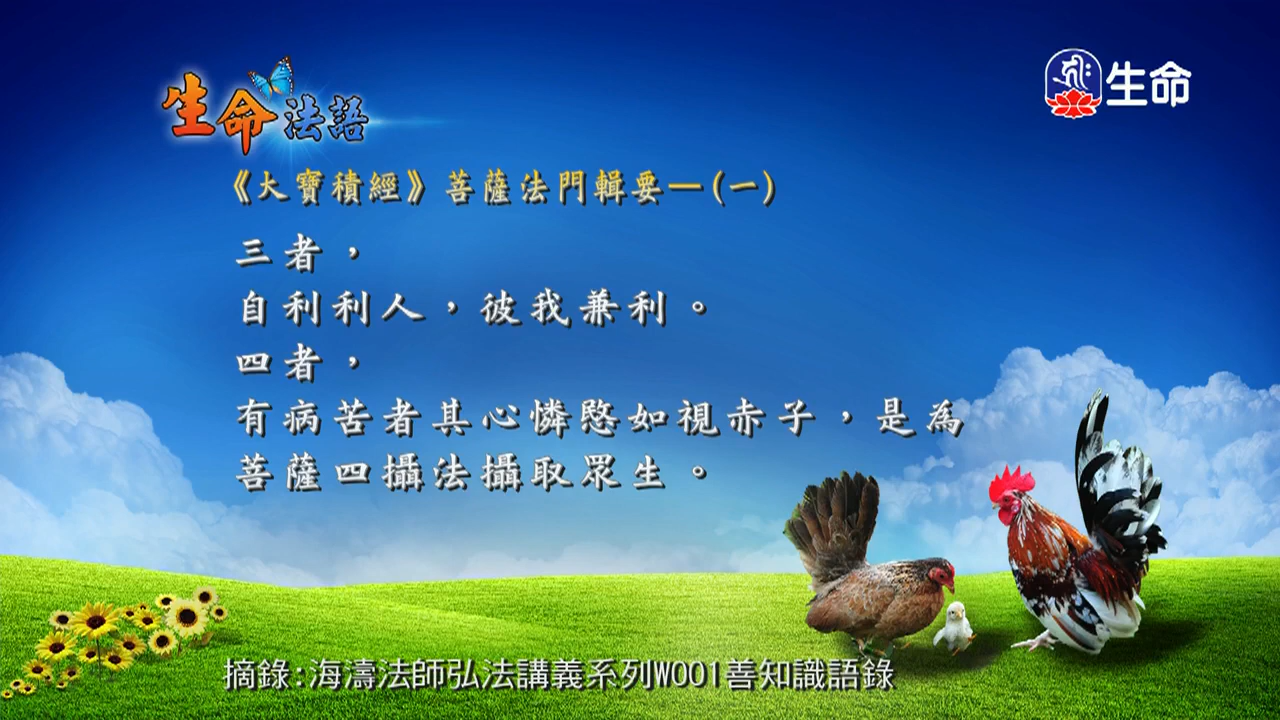 生命法語
生命
《大寶積經》菩薩法門輯要—(一)
三者，
自利利人，彼我兼利。
四者，
有病苦者其心憐愍如視赤子，是為
菩薩四攝法攝取眾生。
摘錄:海濤法師弘法講義系列W001善知識語錄